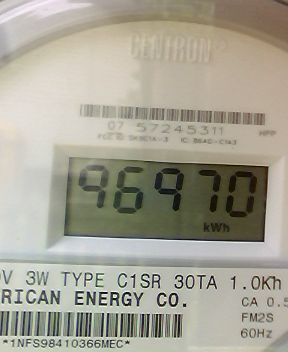 CENTRON®
07 57245311 HPP
96970
kWh
V 3W TYPE C1SR 30TA 1.0Kh
RICAN ENERGY CO.
CA 0.5
FM2S
60Hz
*1NFS98410366MEC*